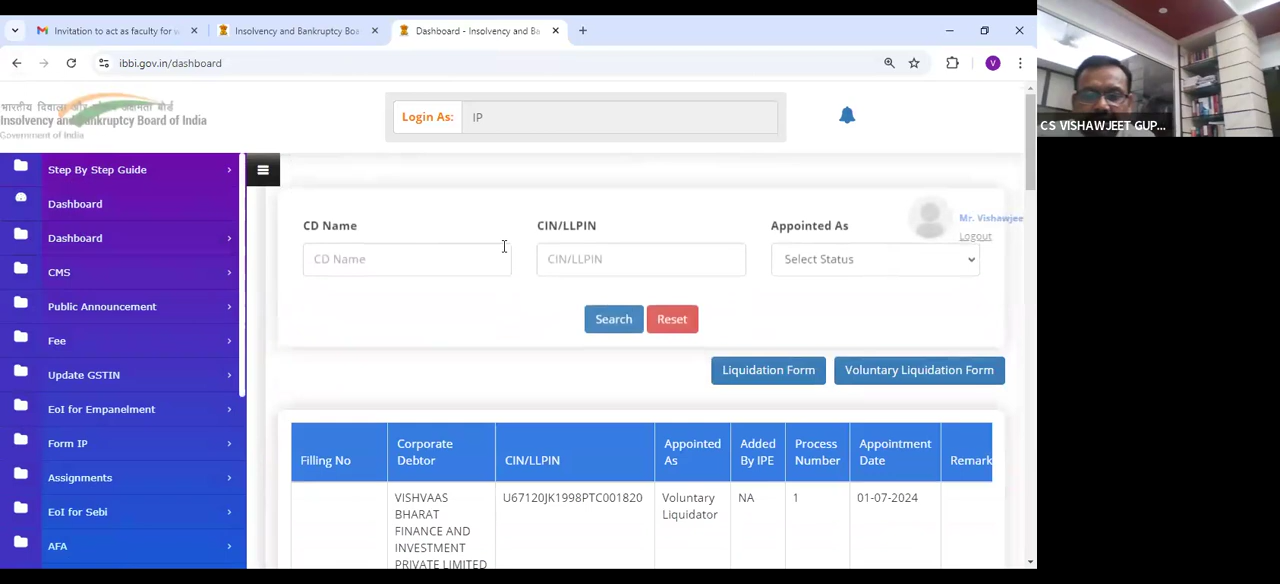 Invitation to act as faculty for w
Insolvency and Bankruptcy Boa
Dashboard - Insolvency and Ba
ibbi.gov.in/dashboard
V
भारतीय दिवाला और शोधन अक्षमता बोर्ड
Insolvency and Bankruptcy Board of India
Government of India
Login As:
IP
CS VISHAWJEET GUP...
Step By Step Guide
Dashboard
Dashboard
CMS
Public Announcement
Fee
Update GSTIN
EoI for Empanelment
Form IP
Assignments
EoI for Sebi
AFA
Mr. Vishawjee
Logout
CD Name
CIN/LLPIN
Appointed As
CD Name
CIN/LLPIN
Select Status
Search
Reset
Liquidation Form
Voluntary Liquidation Form
Filling No
Corporate Debtor
CIN/LLPIN
Appointed As
Added By IPE
Process Number
Appointment Date
Remark
VISHVAAS
BHARAT
FINANCE AND
INVESTMENT
PRIVATE LIMITED
U67120JK1998PTC001820
Voluntary
Liquidator
NA
1
01-07-2024